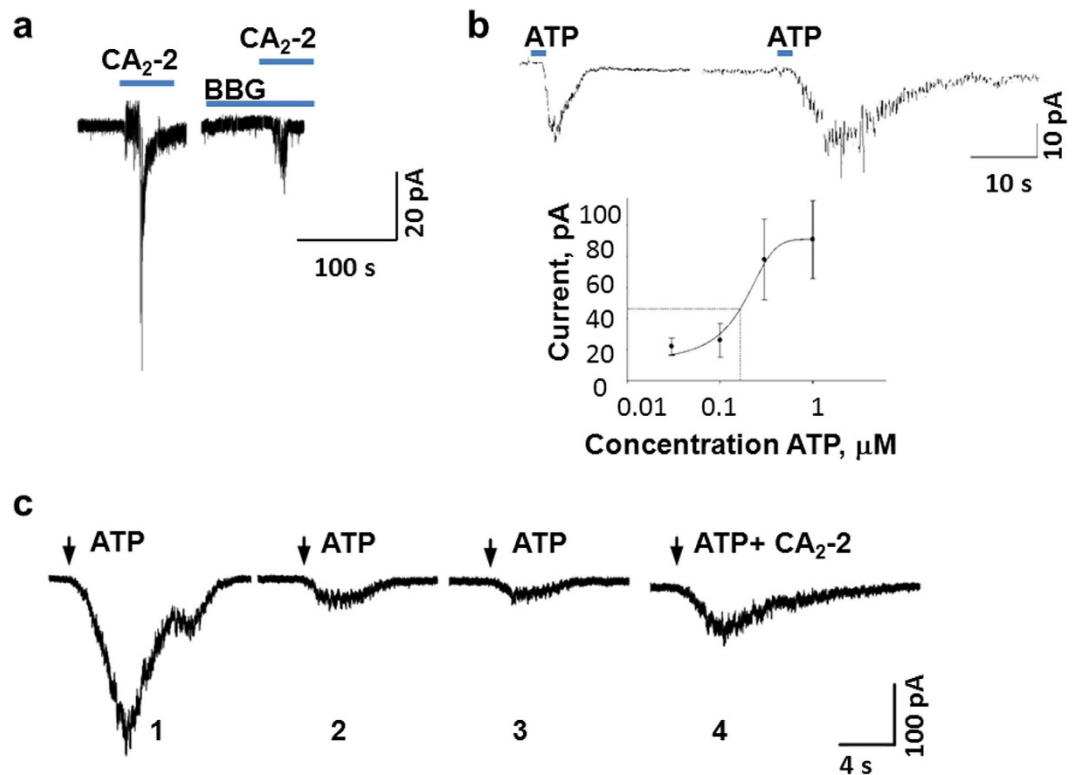 a
CA₂-2
CA₂-2
BBG
20 pA
100 s
b
ATP
ATP
10 pA
10 s
Current, pA
100
80
60
40
20
0
0.01
0.1
1
Concentration ATP, µM
c
ATP
ATP
ATP
ATP+ CA₂-2
1
2
3
4
100 pA
4 s